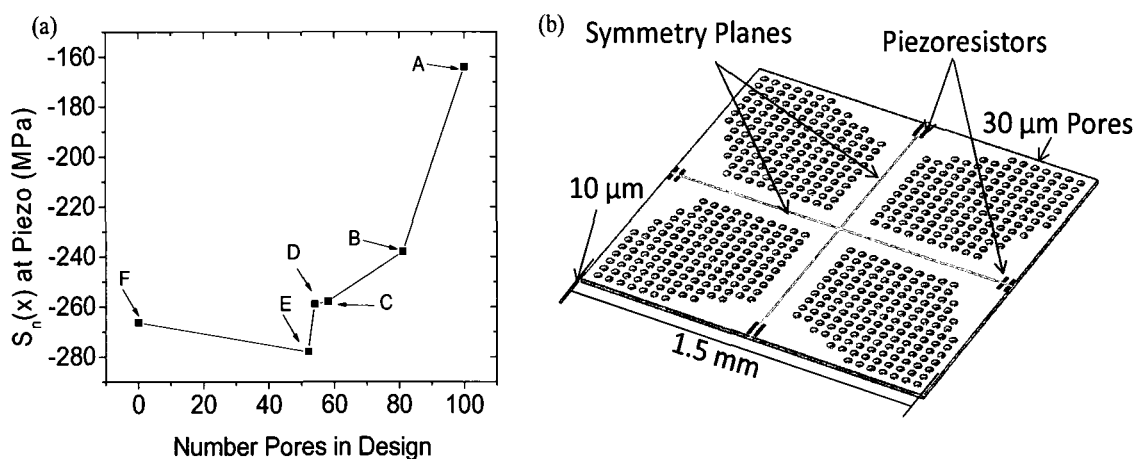 (a)
-160
-180
-200
-220
-240
-260
-280
S_n(x) at Piezo (MPa)
A
B
C
D
E
F
0
20
40
60
80
100
Number Pores in Design
(b)
Symmetry Planes
Piezoresistors
30 µm Pores
10 µm
1.5 mm